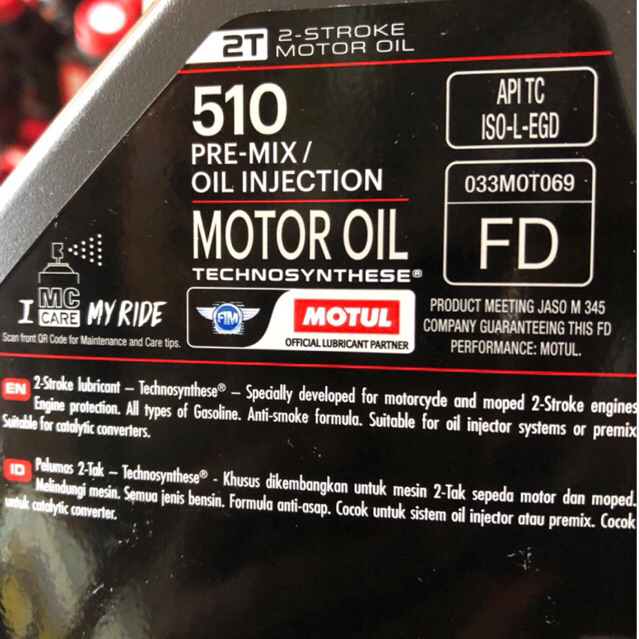 2T 2-STROKE
MOTOR OIL
510
PRE-MIX /
OIL INJECTION
MOTOR OIL
TECHNOSYNTHESE®
API TC
ISO-L-EGD
033MOT069
FD
PRODUCT MEETING JASO M 345
COMPANY GUARANTEEING THIS FD
PERFORMANCE: MOTUL.
I MC CARE MY RIDE
Scan front QR Code for Maintenance and Care tips.
FIM
MOTUL
OFFICIAL LUBRICANT PARTNER
EN 2-Stroke lubricant – Technosynthese® – Specially developed for motorcycle and moped 2-Stroke engines
Engine protection. All types of Gasoline. Anti-smoke formula. Suitable for oil injector systems or premix
Suitable for catalytic converters.
ID Pelumas 2-Tak – Technosynthese® - Khusus dikembangkan untuk mesin 2-Tak sepeda motor dan moped.
Melindungi mesin. Semua jenis bensin. Formula anti-asap. Cocok untuk sistem oil injector atau premix. Cocok
untuk catalytic converter.